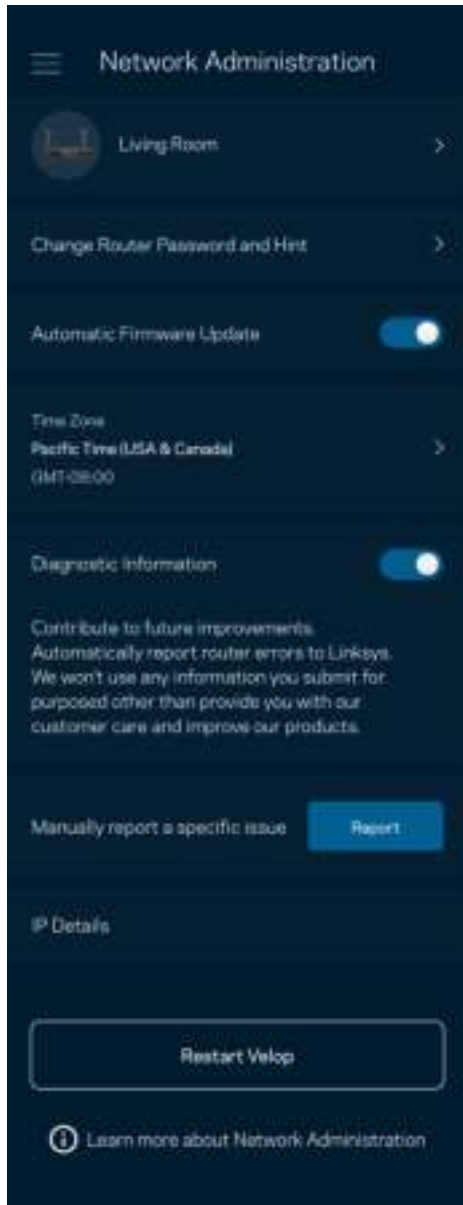 Network Administration
Living Room
Change Router Password and Hint
Automatic Firmware Update
Time Zone
Pacific Time (USA & Canada)
GMT-08:00
Diagnostic Information
Contribute to future improvements.
Automatically report router errors to Linksys.
We won't use any information you submit for
purposed other than provide you with our
customer care and improve our products.
Manually report a specific issue
Report
IP Details
Restart Velop
Learn more about Network Administration